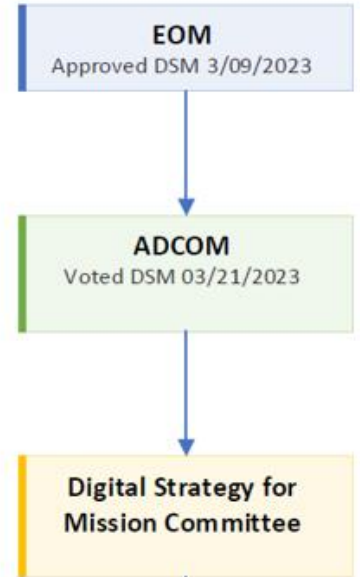 EOM
Approved DSM 3/09/2023
ADCOM
Voted DSM 03/21/2023
Digital Strategy for
Mission Committee